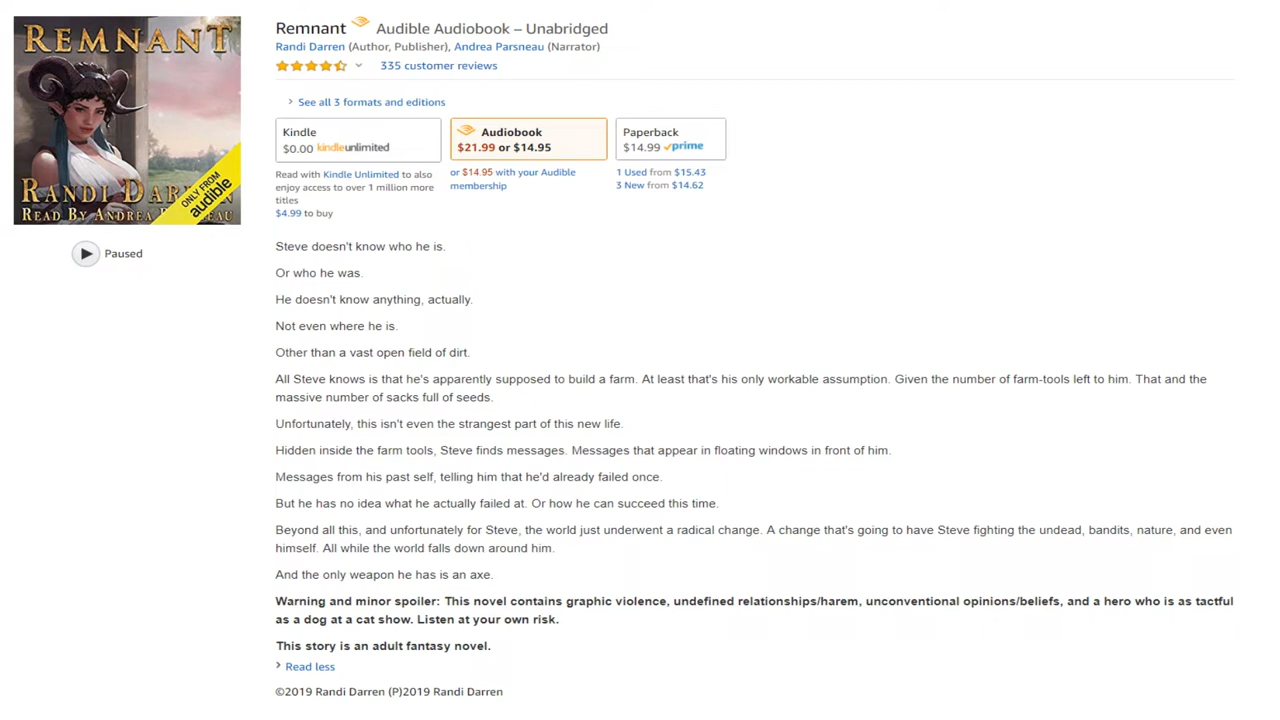 REMNANT
RANDI DAR
READ BY ANDREA P
EAU
ONLY FROM
audible
Paused
Remnant Audible Audiobook – Unabridged
Randi Darren (Author, Publisher), Andrea Parsneau (Narrator)
335 customer reviews
See all 3 formats and editions
Kindle
$0.00 kindleunlimited
Read with Kindle Unlimited to also
enjoy access to over 1 million more
titles
$4.99 to buy
Audiobook
$21.99 or $14.95
or $14.95 with your Audible
membership
Paperback
$14.99 prime
1 Used from $15.43
3 New from $14.62
Steve doesn't know who he is.
Or who he was.
He doesn't know anything, actually.
Not even where he is.
Other than a vast open field of dirt.
All Steve knows is that he's apparently supposed to build a farm. At least that's his only workable assumption. Given the number of farm-tools left to him. That and the
massive number of sacks full of seeds.
Unfortunately, this isn't even the strangest part of this new life.
Hidden inside the farm tools, Steve finds messages. Messages that appear in floating windows in front of him.
Messages from his past self, telling him that he'd already failed once.
But he has no idea what he actually failed at. Or how he can succeed this time.
Beyond all this, and unfortunately for Steve, the world just underwent a radical change. A change that's going to have Steve fighting the undead, bandits, nature, and even
himself. All while the world falls down around him.
And the only weapon he has is an axe.
Warning and minor spoiler: This novel contains graphic violence, undefined relationships/harem, unconventional opinions/beliefs, and a hero who is as tactful
as a dog at a cat show. Listen at your own risk.
This story is an adult fantasy novel.
Read less
©2019 Randi Darren (P)2019 Randi Darren